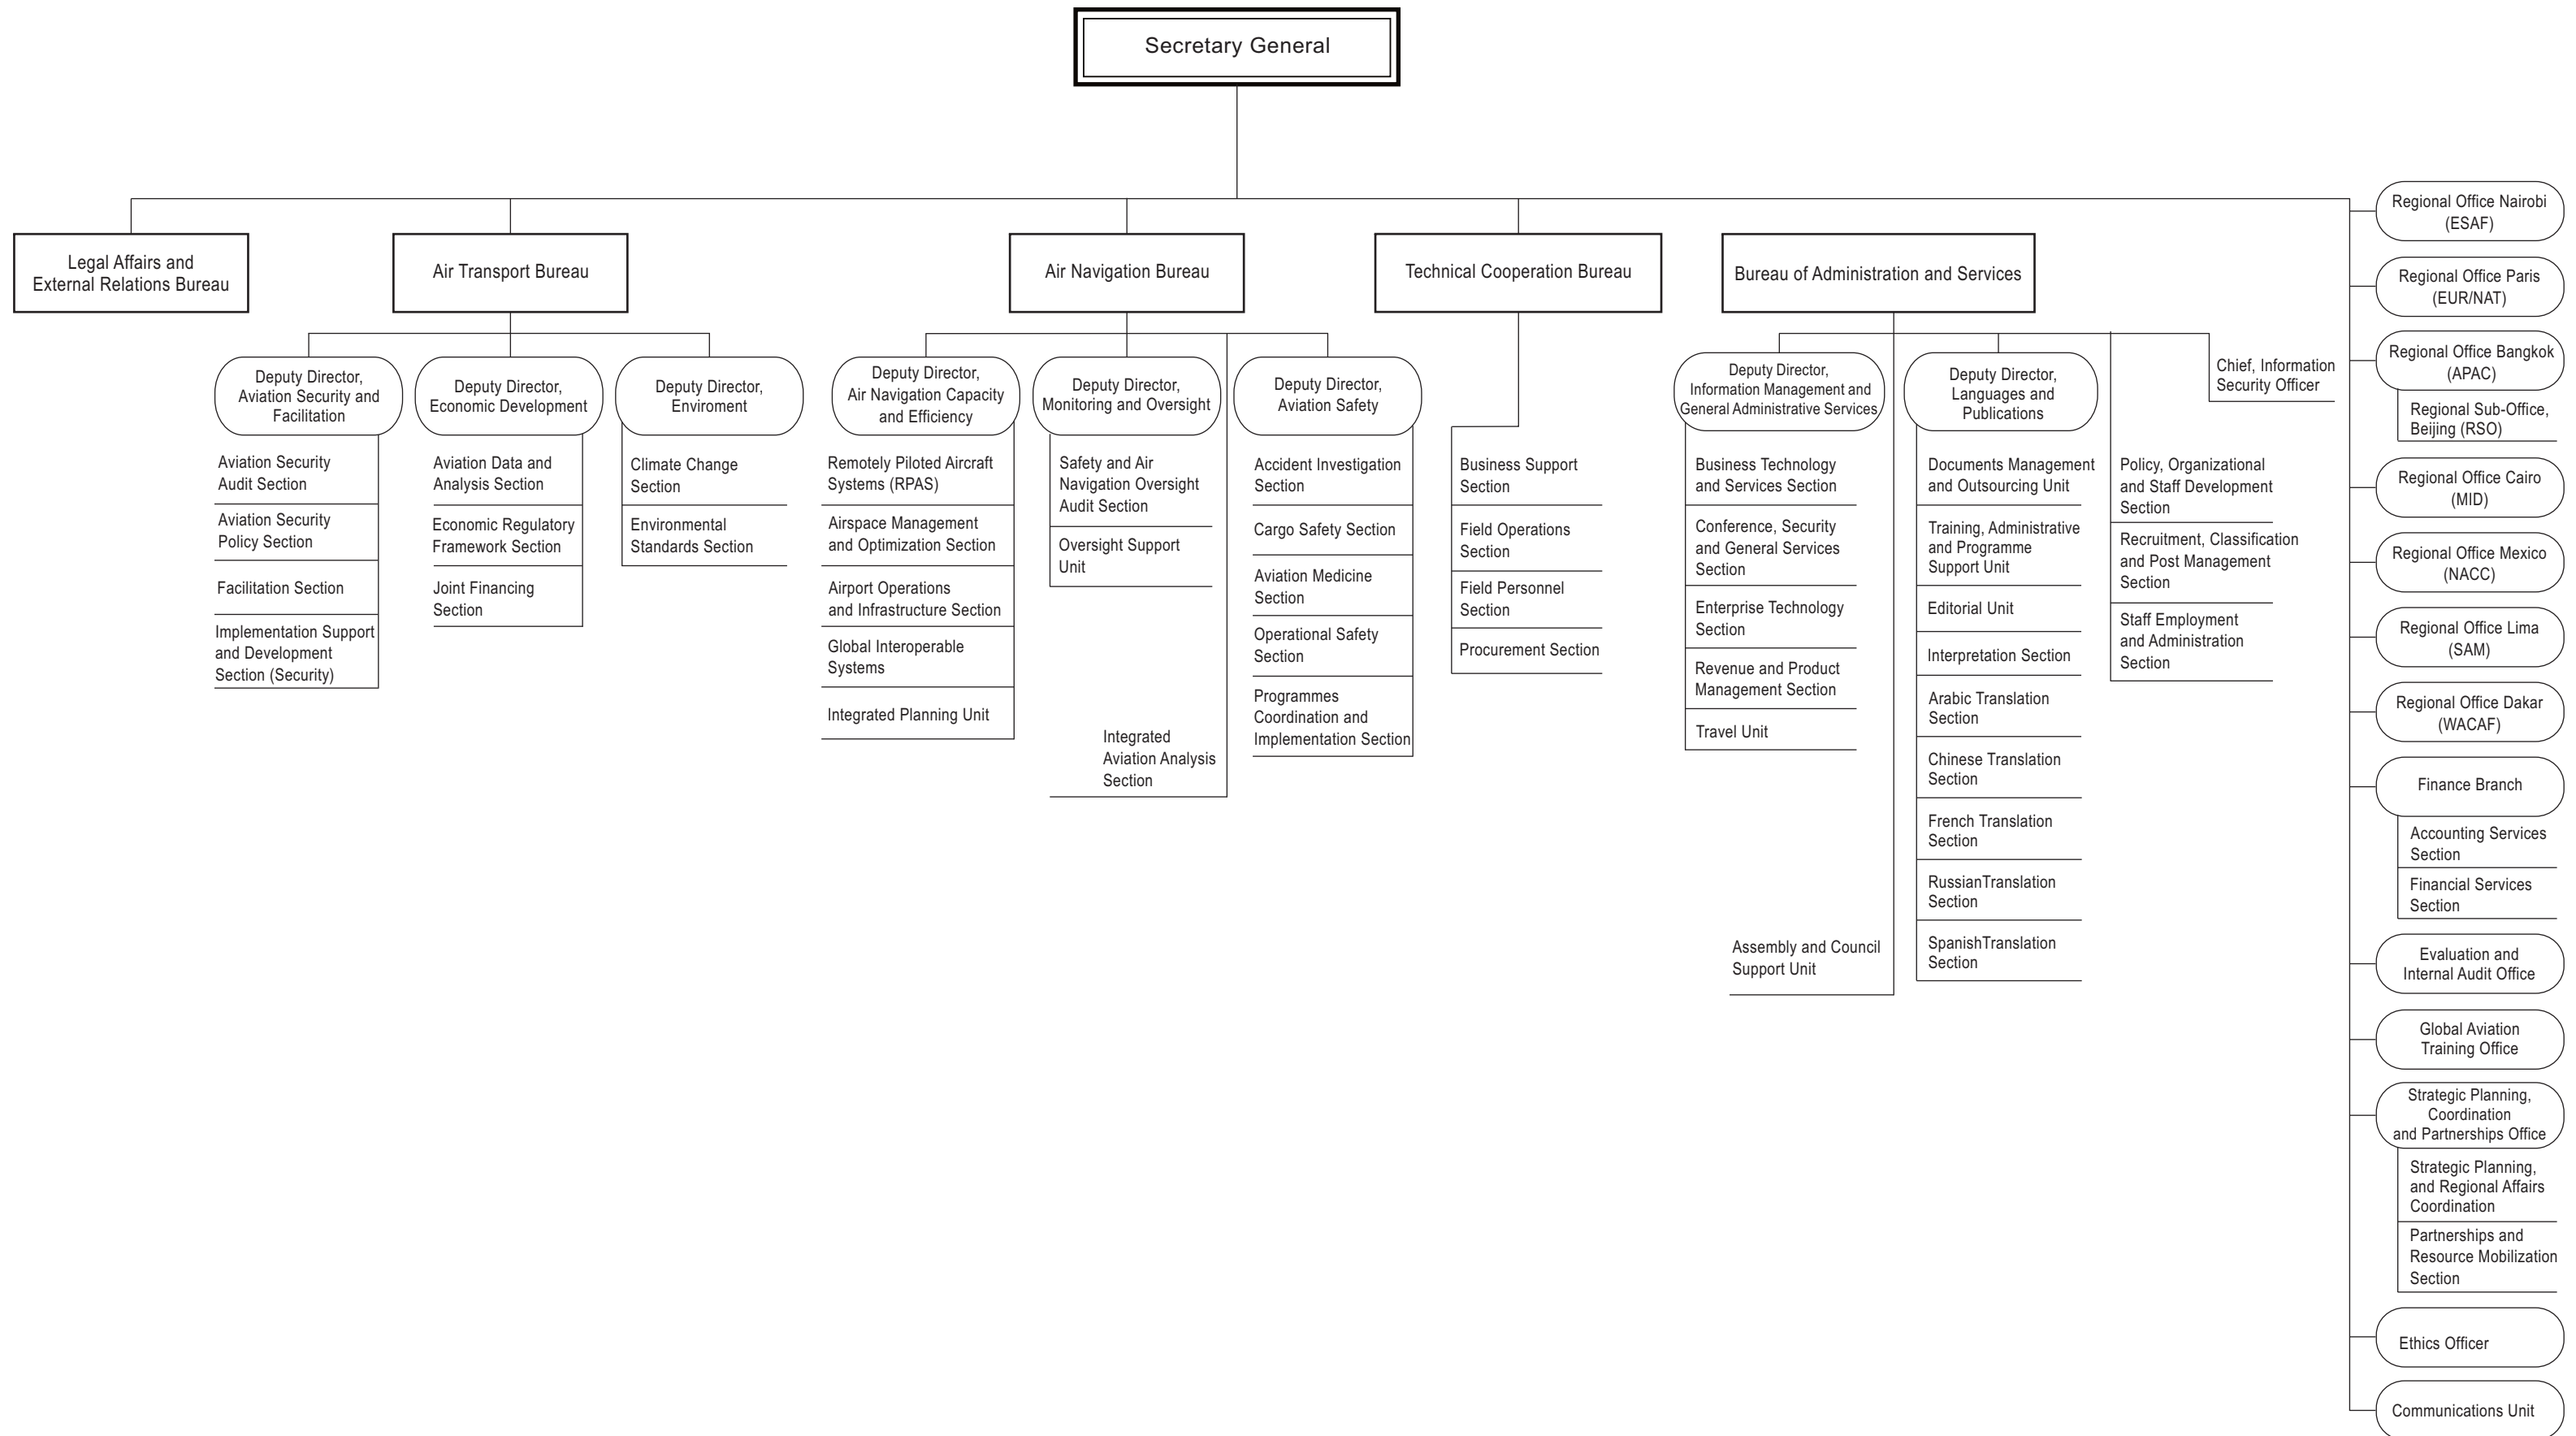 Secretary General
Legal Affairs and
External Relations Bureau
Air Transport Bureau
Air Navigation Bureau
Technical Cooperation Bureau
Bureau of Administration and Services
Deputy Director,
Aviation Security and
Facilitation
Aviation Security
Audit Section
Aviation Security
Policy Section
Facilitation Section
Implementation Support
and Development
Section (Security)
Deputy Director,
Economic Development
Aviation Data and
Analysis Section
Economic Regulatory
Framework Section
Joint Financing
Section
Deputy Director,
Enviroment
Climate Change
Section
Environmental
Standards Section
Deputy Director,
Air Navigation Capacity
and Efficiency
Remotely Piloted Aircraft
Systems (RPAS)
Airspace Management
and Optimization Section
Airport Operations
and Infrastructure Section
Global Interoperable
Systems
Integrated Planning Unit
Deputy Director,
Monitoring and Oversight
Safety and Air
Navigation Oversight
Audit Section
Oversight Support
Unit
Integrated
Aviation Analysis
Section
Deputy Director,
Aviation Safety
Accident Investigation
Section
Cargo Safety Section
Aviation Medicine
Section
Operational Safety
Section
Programmes
Coordination and
Implementation Section
Business Support
Section
Field Operations
Section
Field Personnel
Section
Procurement Section
Deputy Director,
Information Management and
General Administrative Services
Business Technology
and Services Section
Conference, Security
and General Services
Section
Enterprise Technology
Section
Revenue and Product
Management Section
Travel Unit
Assembly and Council
Support Unit
Deputy Director,
Languages and
Publications
Documents Management
and Outsourcing Unit
Training, Administrative
and Programme
Support Unit
Editorial Unit
Interpretation Section
Arabic Translation
Section
Chinese Translation
Section
French Translation
Section
RussianTranslation
Section
SpanishTranslation
Section
Policy, Organizational
and Staff Development
Section
Recruitment, Classification
and Post Management
Section
Staff Employment
and Administration
Section
Chief, Information
Security Officer
Regional Office Nairobi
(ESAF)
Regional Office Paris
(EUR/NAT)
Regional Office Bangkok
(APAC)
Regional Sub-Office,
Beijing (RSO)
Regional Office Cairo
(MID)
Regional Office Mexico
(NACC)
Regional Office Lima
(SAM)
Regional Office Dakar
(WACAF)
Finance Branch
Accounting Services
Section
Financial Services
Section
Evaluation and
Internal Audit Office
Global Aviation
Training Office
Strategic Planning,
Coordination
and Partnerships Office
Strategic Planning,
and Regional Affairs
Coordination
Partnerships and
Resource Mobilization
Section
Ethics Officer
Communications Unit